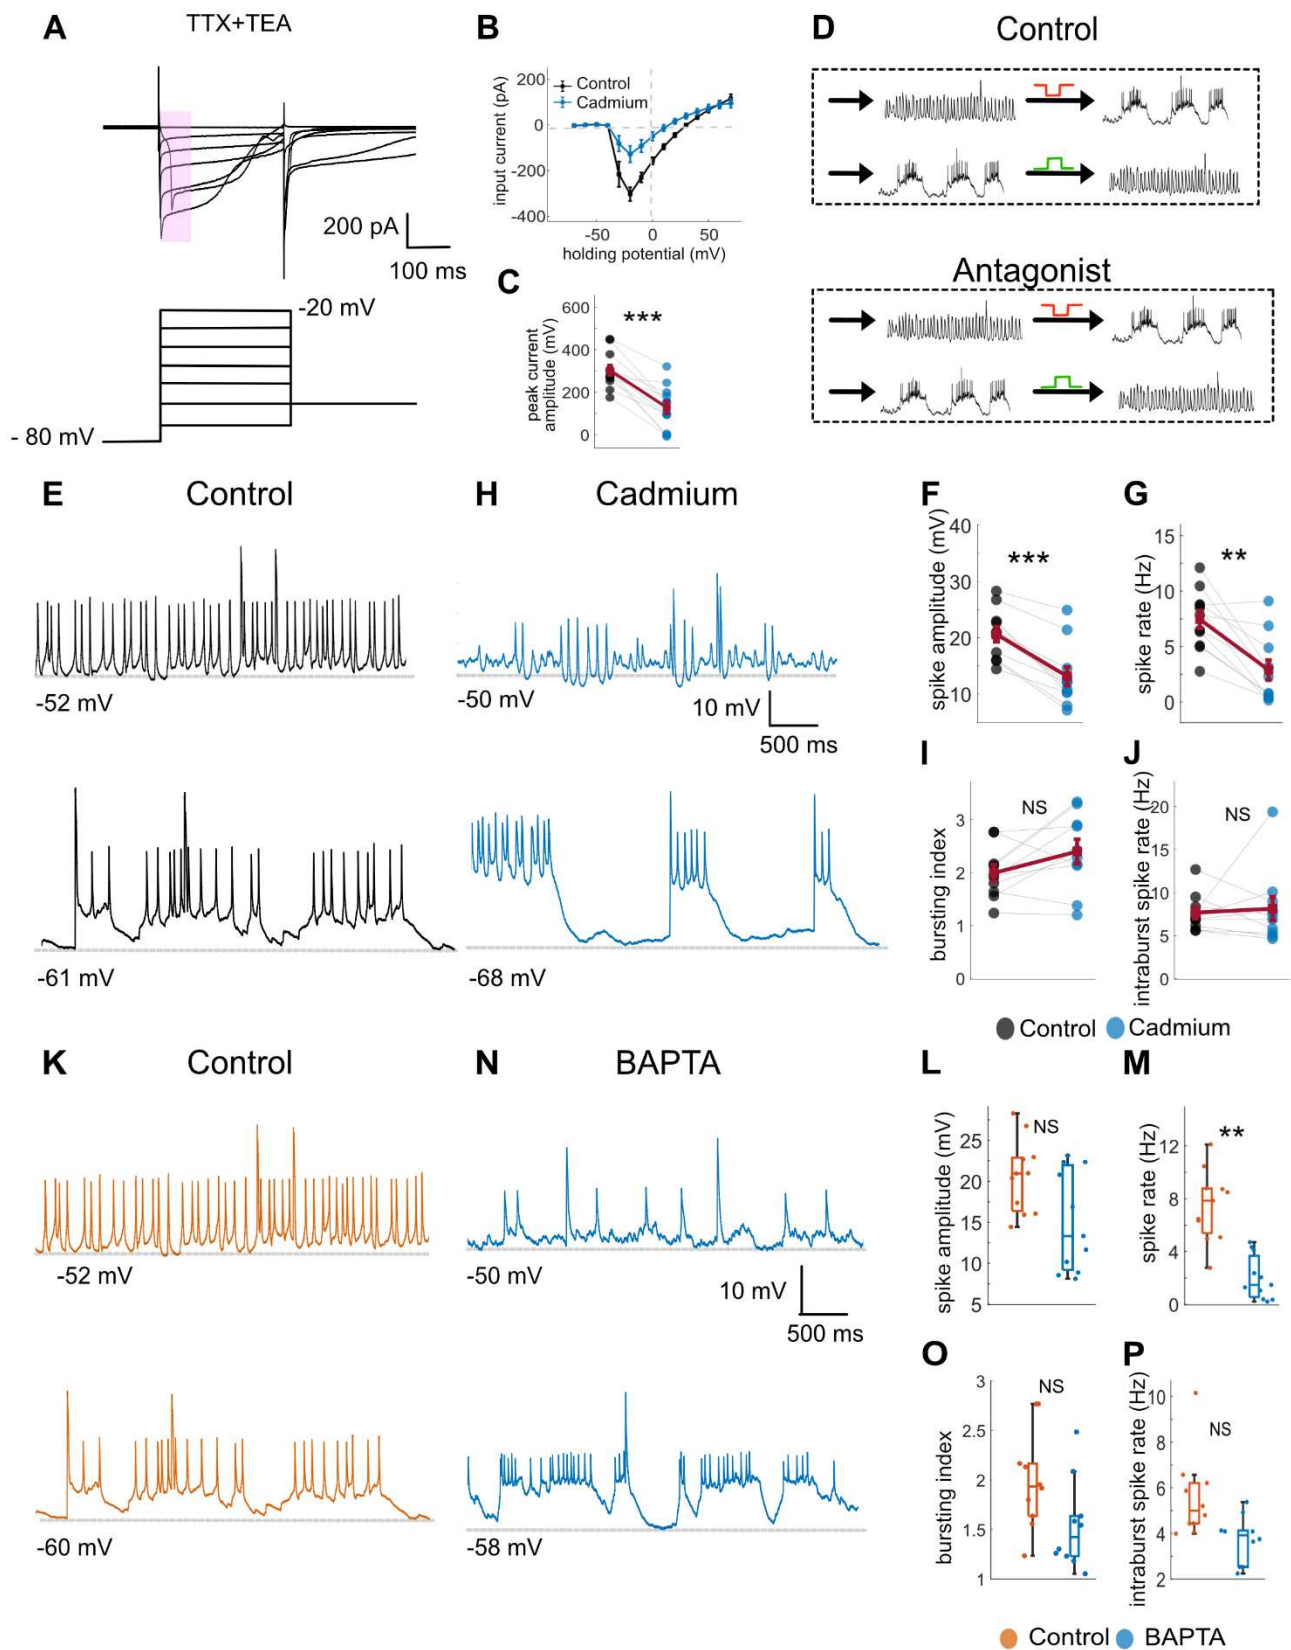 A
TTX+TEA
200 pA
100 ms
-20 mV
- 80 mV
B
input current (pA)
200
0
-200
-400
Control
Cadmium
-50
0
50
holding potential (mV)
C
peak current
amplitude (mV)
600
400
200
0
***
D
Control
Antagonist
E
Control
-52 mV
-61 mV
H
Cadmium
-50 mV
10 mV
500 ms
-68 mV
F
spike amplitude (mV)
40
30
20
10
***
G
spike rate (Hz)
15
10
5
0
**
I
bursting index
3
2
1
0
NS
J
intraburst spike rate (Hz)
20
15
10
5
0
NS
Control
Cadmium
K
Control
-52 mV
-60 mV
N
BAPTA
-50 mV
10 mV
500 ms
-58 mV
L
spike amplitude (mV)
25
20
15
10
5
NS
M
spike rate (Hz)
12
8
4
0
**
O
bursting index
3
2
1.5
1
NS
P
intraburst spike rate (Hz)
10
8
6
4
2
NS
Control
BAPTA